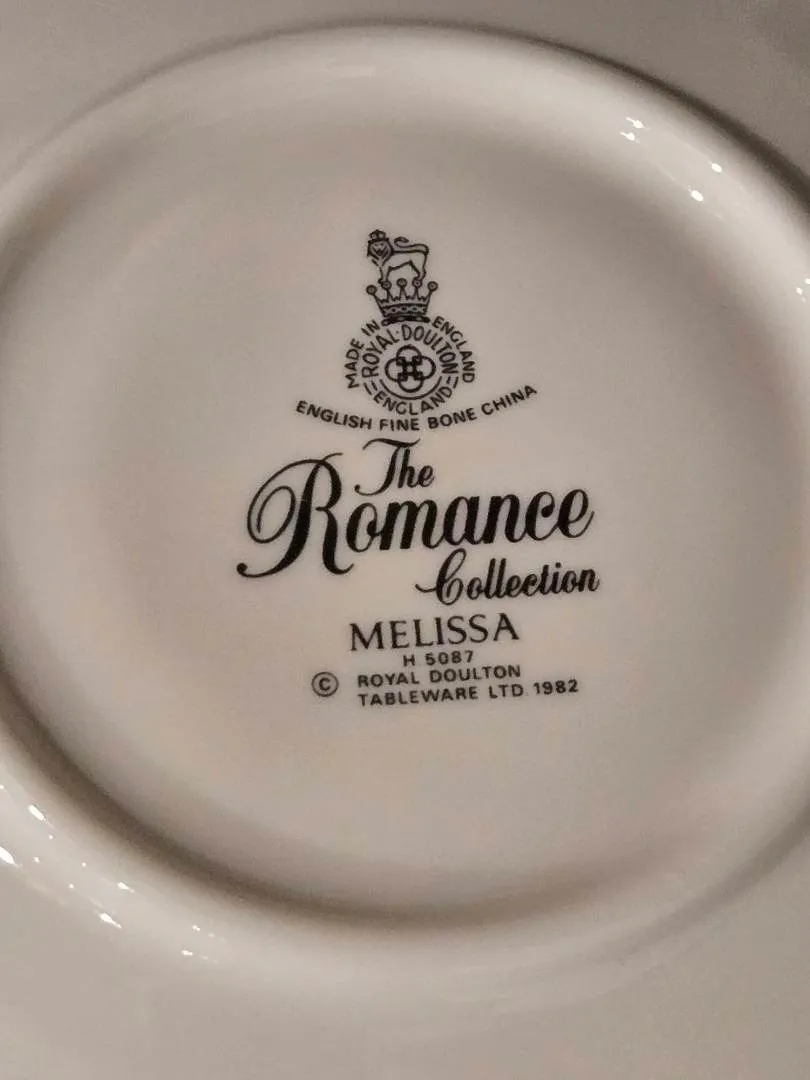 MADE IN ENGLAND
ROYAL·DOULTON
ENGLAND
ENGLISH FINE BONE CHINA
The
Romance
Collection
MELISSA
H 5087
© ROYAL DOULTON
TABLEWARE LTD 1982